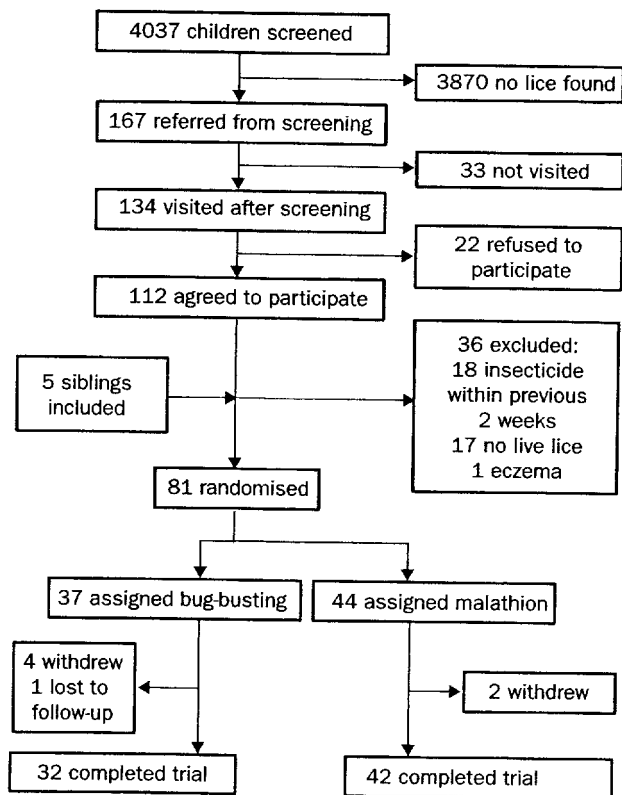 4037 children screened
3870 no lice found
167 referred from screening
33 not visited
134 visited after screening
22 refused to
participate
112 agreed to participate
5 siblings
included
36 excluded:
18 insecticide
within previous
2 weeks
17 no live lice
1 eczema
81 randomised
37 assigned bug-busting
44 assigned malathion
4 withdrew
1 lost to
follow-up
2 withdrew
32 completed trial
42 completed trial